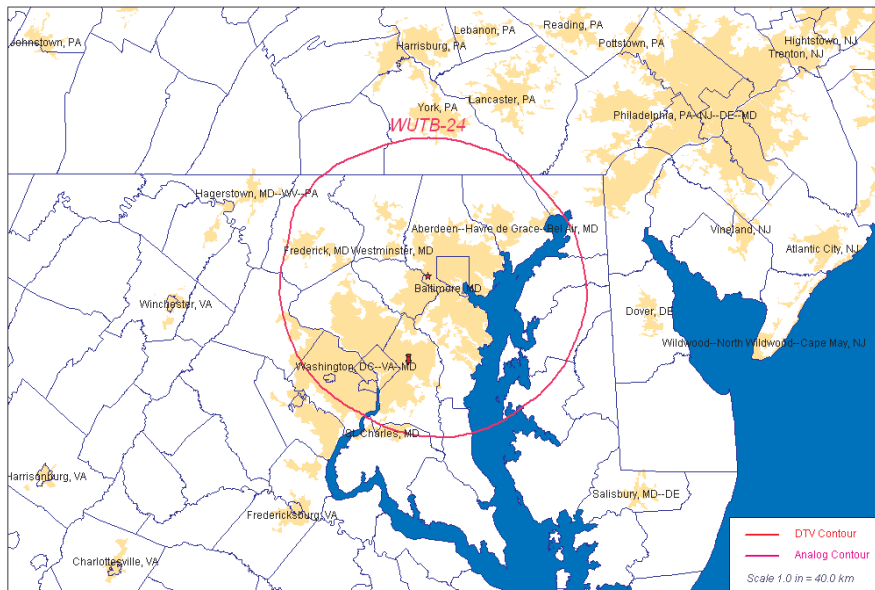 Johnstown, PA
Lebanon, PA
Reading, PA
Harrisburg, PA
Pottstown, PA
Hightstown, NJ
Trenton, NJ
York, PA
Lancaster, PA
WUTB-24
Philadelphia, PA--NJ--DE--MD
Hagerstown, MD--WV--PA
Aberdeen--Havre de Grace--Bel Air, MD
Vineland, NJ
Frederick, MD
Westminster, MD
Atlantic City, NJ
Baltimore, MD
Winchester, VA
Dover, DE
Wildwood--North Wildwood--Cape May, NJ
Washington, DC--VA--MD
St. Charles, MD
Harrisonburg, VA
Salisbury, MD--DE
Fredericksburg, VA
Charlottesville, VA
DTV Contour
Analog Contour
Scale 1.0 in = 40.0 km